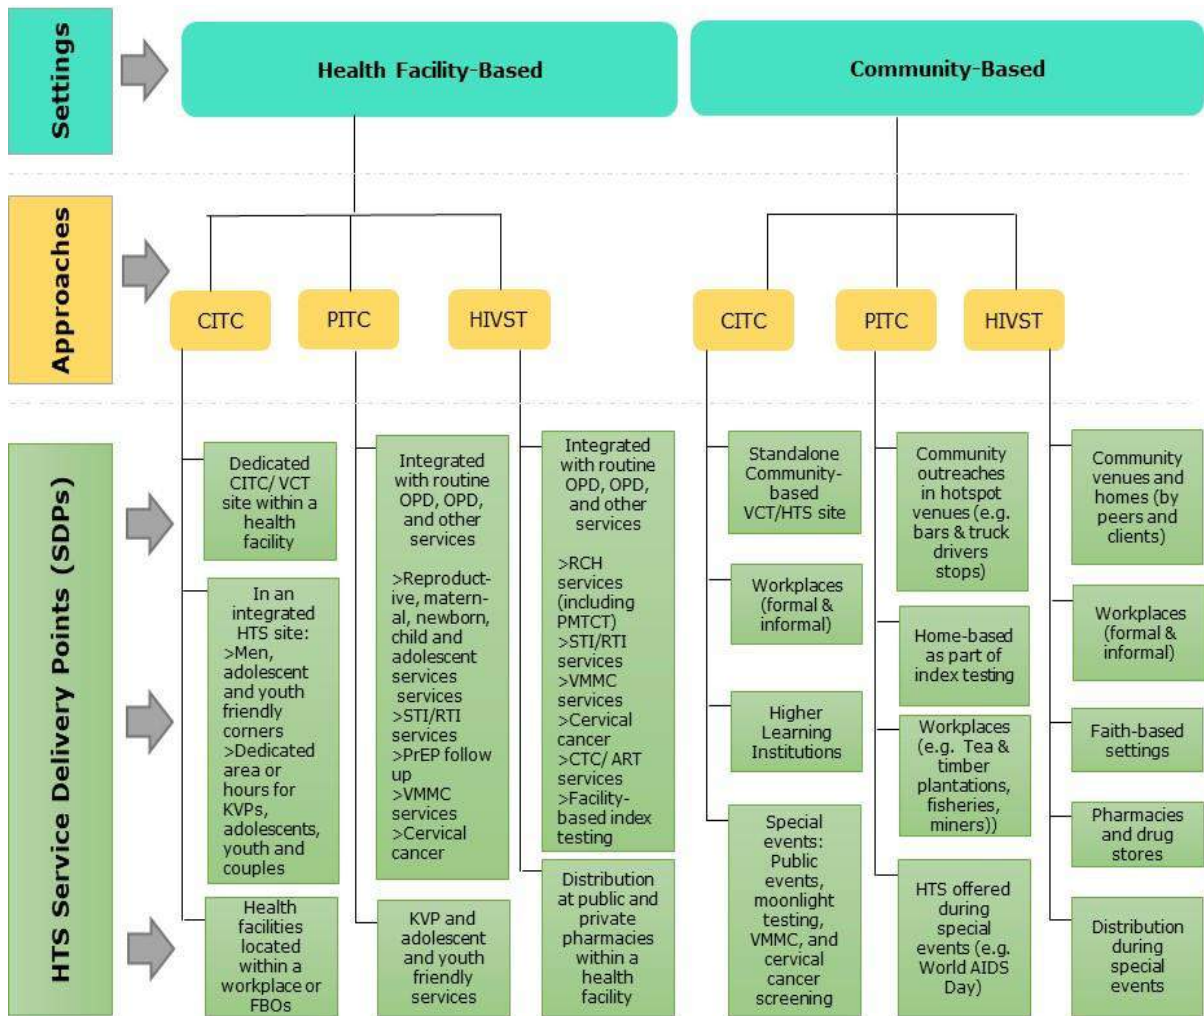 Settings
Health Facility-Based
Community-Based
Approaches
CITC
PITC
HIVST
CITC
PITC
HIVST
HTS Service Delivery Points (SDPs)
Dedicated
CITC/ VCT
site within a
health
facility
In an
integrated
HTS site:
>Men,
adolescent
and youth
friendly
corners
>Dedicated
area or
hours for
KVPs,
adolescents,
youth and
couples
Health
facilities
located
within a
workplace or
FBOs
Integrated
with routine
OPD, OPD,
and other
services
>Reproduct-
ive, matern-
al, newborn,
child and
adolescent
services
services
>STI/RTI
services
>PrEP follow
up
>VMMC
services
>Cervical
cancer
KVP and
adolescent
and youth
friendly
services
Integrated
with routine
OPD, OPD,
and other
services
>RCH
services
(including
PMTCT)
>STI/RTI
services
>VMMC
services
>Cervical
cancer
>CTC/ ART
services
>Facility-
based index
testing
Distribution
at public and
private
pharmacies
within a
health
facility
Standalone
Community-
based
VCT/HTS site
Workplaces
(formal &
informal)
Higher
Learning
Institutions
Special
events:
Public
events,
moonlight
testing,
VMMC, and
cervical
cancer
screening
Community
outreaches
in hotspot
venues (e.g.
bars & truck
drivers
stops)
Home-based
as part of
index testing
Workplaces
(e.g. Tea &
timber
plantations,
fisheries,
miners))
HTS offered
during
special
events (e.g.
World AIDS
Day)
Community
venues and
homes (by
peers and
clients)
Workplaces
(formal &
informal)
Faith-based
settings
Pharmacies
and drug
stores
Distribution
during
special
events